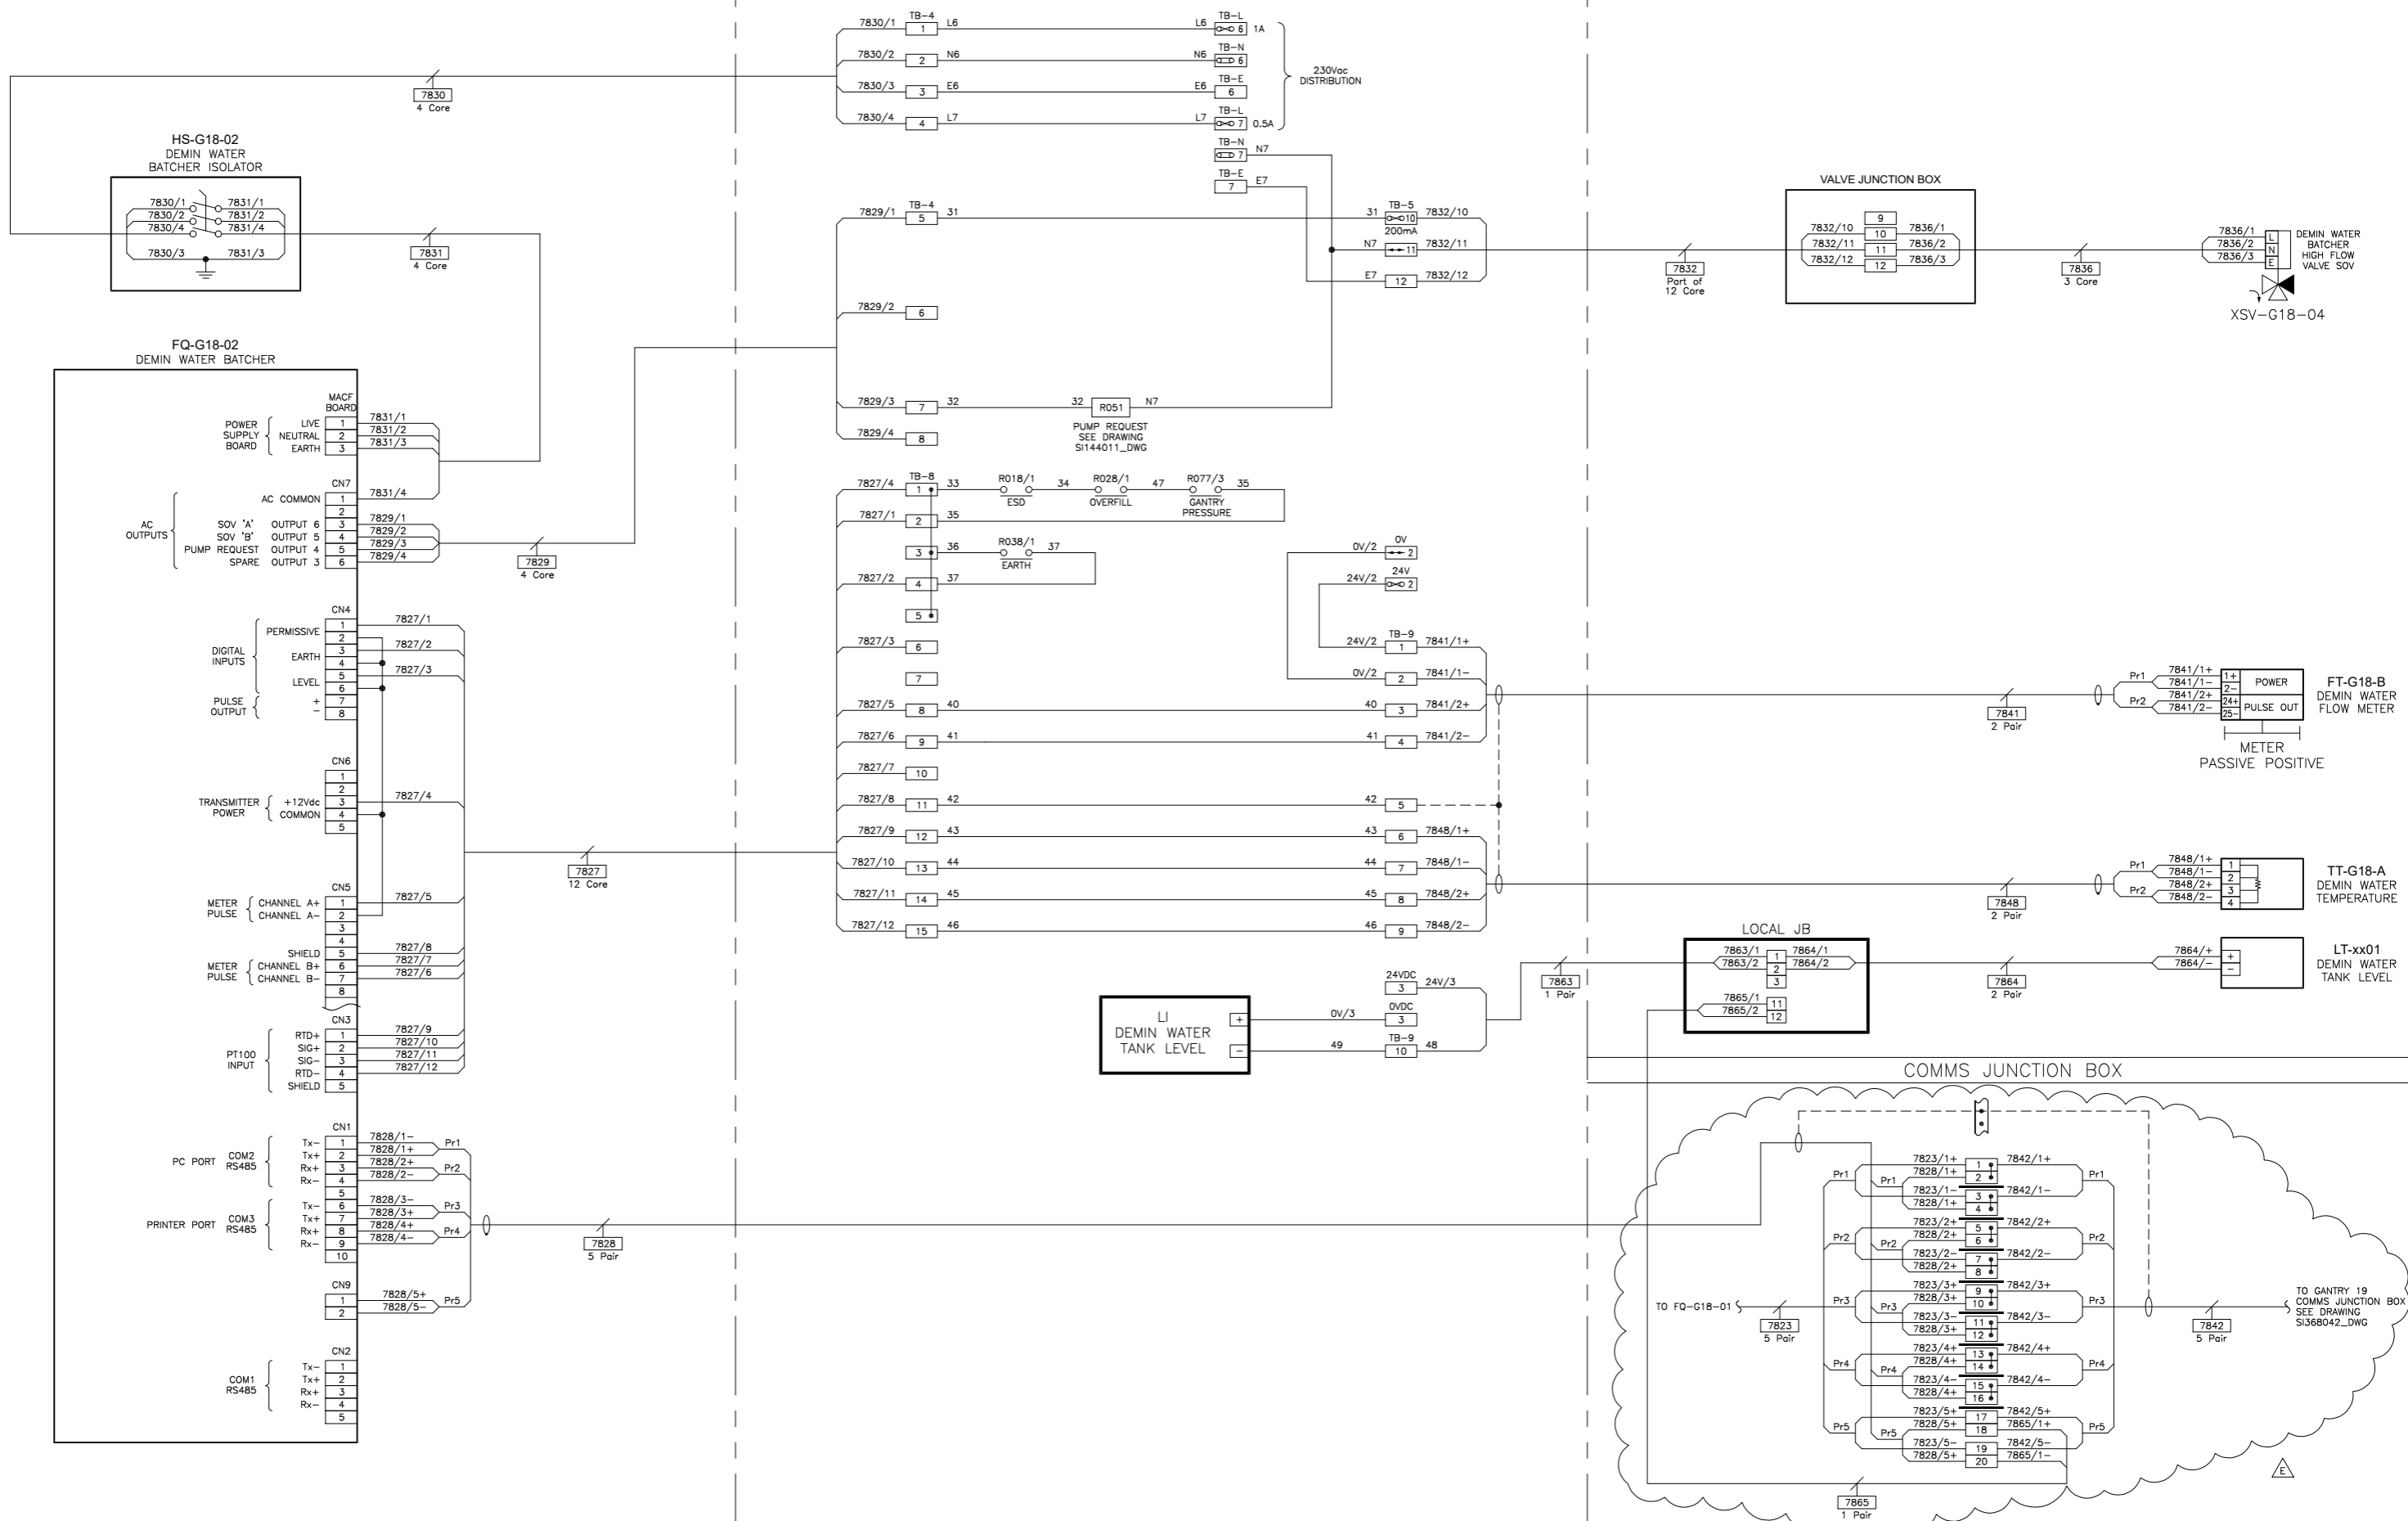 7830
4 Core
HS-G18-02
DEMIN WATER
BATCHER ISOLATOR
7830/1 7831/1
7830/2 7831/2
7830/4 7831/4
7830/3 7831/3
7831
4 Core
FQ-G18-02
DEMIN WATER BATCHER
MACF
BOARD
POWER
SUPPLY
BOARD
LIVE 1 7831/1
NEUTRAL 2 7831/2
EARTH 3 7831/3
CN7
AC
OUTPUTS
AC COMMON 1 7831/4
2
SOV 'A' OUTPUT 6 3 7829/1
SOV 'B' OUTPUT 5 4 7829/2
PUMP REQUEST OUTPUT 4 5 7829/3
SPARE OUTPUT 3 6 7829/4
7829
4 Core
CN4
DIGITAL
INPUTS
PERMISSIVE
1 7827/1
2
EARTH
3 7827/2
4
LEVEL
5 7827/3
6
PULSE
OUTPUT
+ 7
- 8
CN6
1
2
TRANSMITTER
POWER
+12Vdc 3 7827/4
COMMON 4
5
7827
12 Core
CN5
METER
PULSE
CHANNEL A+ 1 7827/5
CHANNEL A- 2
3
4
SHIELD 5 7827/8
METER
PULSE
CHANNEL B+ 6 7827/7
CHANNEL B- 7 7827/6
8
CN3
PT100
INPUT
RTD+ 1 7827/9
SIG+ 2 7827/10
SIG- 3 7827/11
RTD- 4 7827/12
SHIELD 5
CN1
PC PORT COM2
RS485
Tx- 1 7828/1-
Tx+ 2 7828/1+
Pr1
Rx+ 3 7828/2+
Rx- 4 7828/2-
Pr2
5
PRINTER PORT COM3
RS485
Tx- 6 7828/3-
Tx+ 7 7828/3+
Pr3
Rx+ 8 7828/4+
Rx- 9 7828/4-
Pr4
10
7828
5 Pair
CN9
1 7828/5+
2 7828/5-
Pr5
CN2
COM1
RS485
Tx- 1
Tx+ 2
Rx+ 3
Rx- 4
5
TB-4 TB-L
7830/1 1 L6 L6 6 1A
TB-N
7830/2 2 N6 N6 6
TB-E
7830/3 3 E6 E6 6
TB-L
7830/4 4 L7 L7 7 0.5A
230Vac
DISTRIBUTION
TB-N
7 N7
TB-E
7 E7
TB-4 TB-5
7829/1 5 31 31 10 7832/10
200mA
N7 11 7832/11
E7 12 7832/12
7829/2 6
7829/3 7 32 32 R051 N7
7829/4 8
PUMP REQUEST
SEE DRAWING
SI144011_DWG
TB-8
7827/4 1 33 R018/1 34 R028/1 47 R077/3 35
ESD OVERFILL GANTRY
PRESSURE
7827/1 2 35
3 36 R038/1 37
EARTH
7827/2 4 37
5
7827/3 6
7
7827/5 8 40
7827/6 9 41
7827/7 10
7827/8 11 42
7827/9 12 43
7827/10 13 44
7827/11 14 45
7827/12 15 46
0V
0V/2 2
24V
24V/2 2
TB-9
24V/2 1 7841/1+
0V/2 2 7841/1-
40 3 7841/2+
41 4 7841/2-
42 5
43 6 7848/1+
44 7 7848/1-
45 8 7848/2+
46 9 7848/2-
24VDC
3 24V/3
0VDC
0V/3 3
TB-9
49 10 48
LI
DEMIN WATER
TANK LEVEL
+
-
7863
1 Pair
7832
Part of
12 Core
VALVE JUNCTION BOX
9
7832/10 10 7836/1
7832/11 11 7836/2
7832/12 12 7836/3
7836
3 Core
7836/1 L
7836/2 N
7836/3 E
DEMIN WATER
BATCHER
HIGH FLOW
VALVE SOV
XSV-G18-04
7841
2 Pair
Pr1 7841/1+ 1+
7841/1- 2-
POWER
Pr2 7841/2+ 24+
7841/2- 25-
PULSE OUT
METER
PASSIVE POSITIVE
FT-G18-B
DEMIN WATER
FLOW METER
7848
2 Pair
Pr1 7848/1+ 1
7848/1- 2
Pr2 7848/2+ 3
7848/2- 4
TT-G18-A
DEMIN WATER
TEMPERATURE
LOCAL JB
7863/1 1 7864/1
7863/2 2 7864/2
3
7865/1 11
7865/2 12
7864
2 Pair
7864/+ +
7864/- -
LT-xx01
DEMIN WATER
TANK LEVEL
COMMS JUNCTION BOX
7823/1+ 1 7842/1+
7828/1+ 2
7823/1- 3 7842/1-
7828/1+ 4
Pr1 Pr1 Pr1
7823/2+ 5 7842/2+
7828/2+ 6
7823/2- 7 7842/2-
7828/2+ 8
Pr2 Pr2 Pr2
7823/3+ 9 7842/3+
7828/3+ 10
7823/3- 11 7842/3-
7828/3+ 12
Pr3 Pr3 Pr3
7823/4+ 13 7842/4+
7828/4+ 14
7823/4- 15 7842/4-
7828/4+ 16
Pr4 Pr4 Pr4
7823/5+ 17 7842/5+
7828/5+ 18 7865/1+
7823/5- 19 7842/5-
7828/5+ 20 7865/1-
Pr5 Pr5 Pr5
TO FQ-G18-01
7823
5 Pair
7842
5 Pair
TO GANTRY 19
COMMS JUNCTION BOX
SEE DRAWING
SI368042_DWG
E
7865
1 Pair